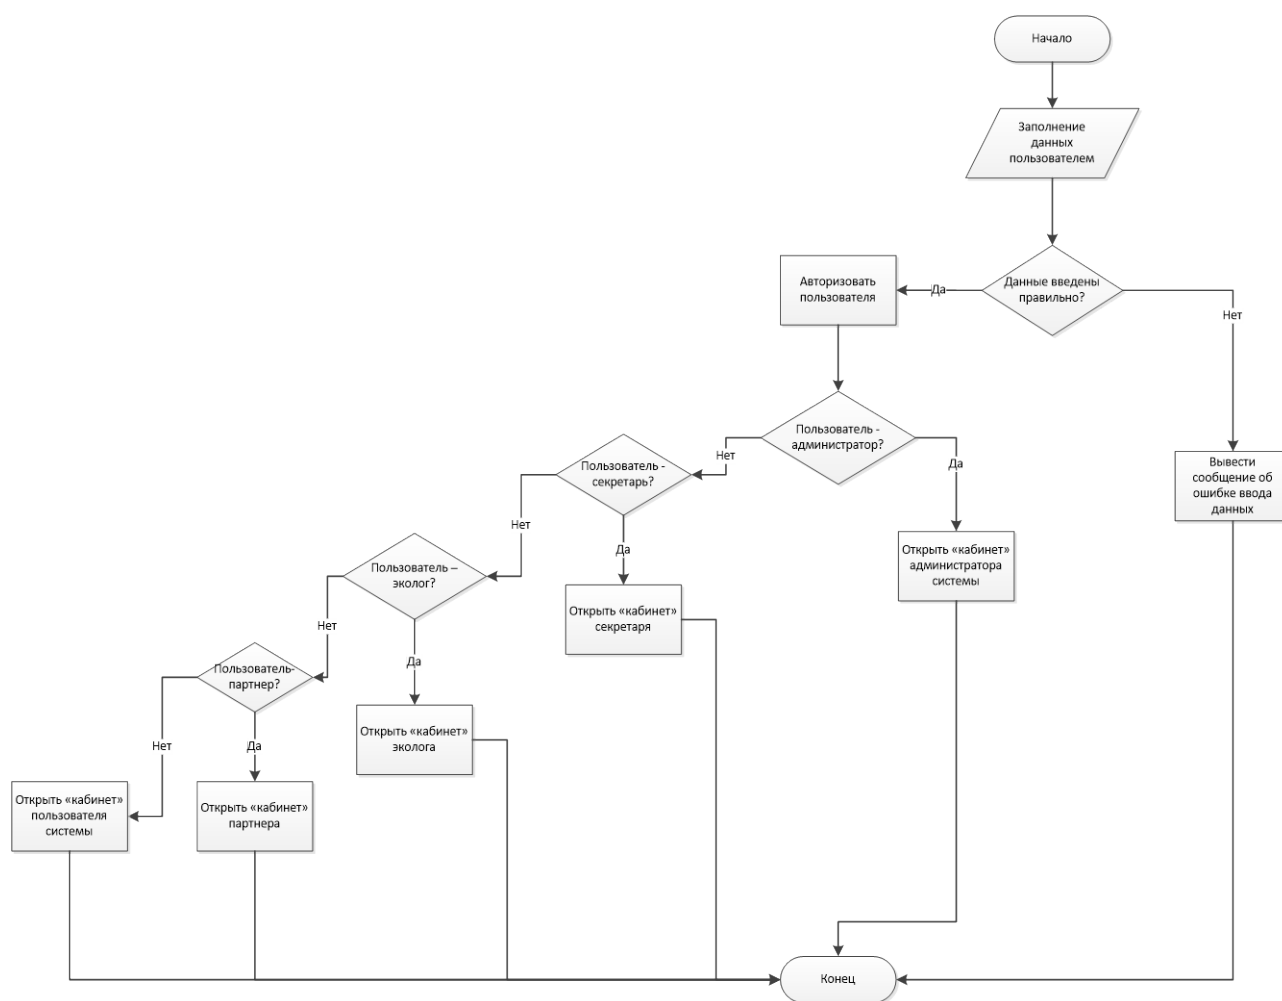 Начало
Заполнение
данных
пользователем
Данные введены
правильно?
Да
Нет
Авторизовать
пользователя
Пользователь -
администратор?
Нет
Да
Вывести
сообщение об
ошибке ввода
данных
Пользователь -
секретарь?
Нет
Да
Открыть «кабинет»
администратора
системы
Пользователь –
эколог?
Открыть «кабинет»
секретаря
Нет
Да
Пользователь-
партнер?
Открыть «кабинет»
эколога
Нет
Да
Открыть «кабинет»
пользователя
системы
Открыть «кабинет»
партнера
Конец